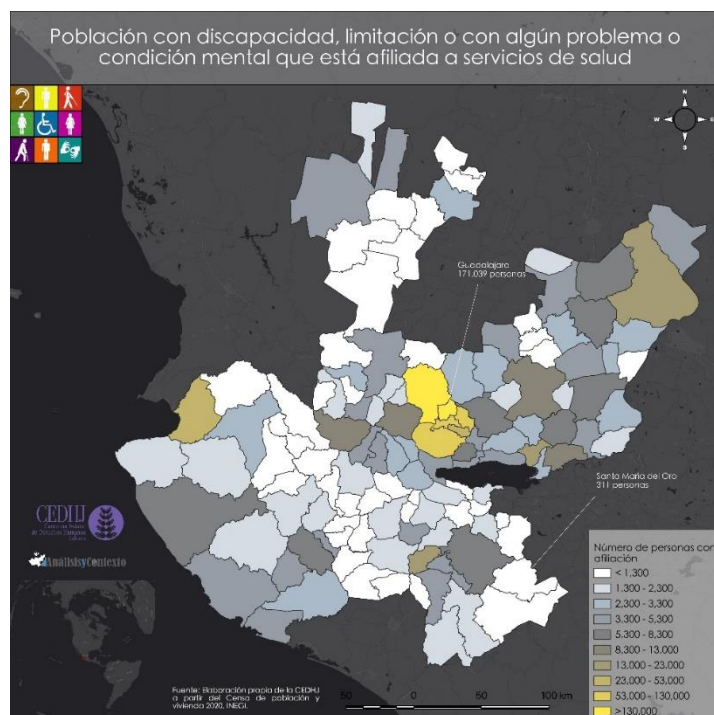 Población con discapacidad, limitación o con algún problema o
condición mental que está afiliada a servicios de salud
N
W
E
S
Guadalajara
171,039 personas
Santa María del Oro
311 personas
CEDHJ
AnálisisyContexto
Número de personas con
afiliación
< 1,300
1,300 - 2,300
2,300 - 3,300
3,300 - 5,300
5,300 - 8,300
8,300 - 13,000
13,000 - 23,000
23,000 - 53,000
53,000 - 130,000
>130,000
Fuente: Elaboración propia de la CEDHJ
a partir del Censo de población y
vivienda 2020, INEGI.
50
0
50
100 km